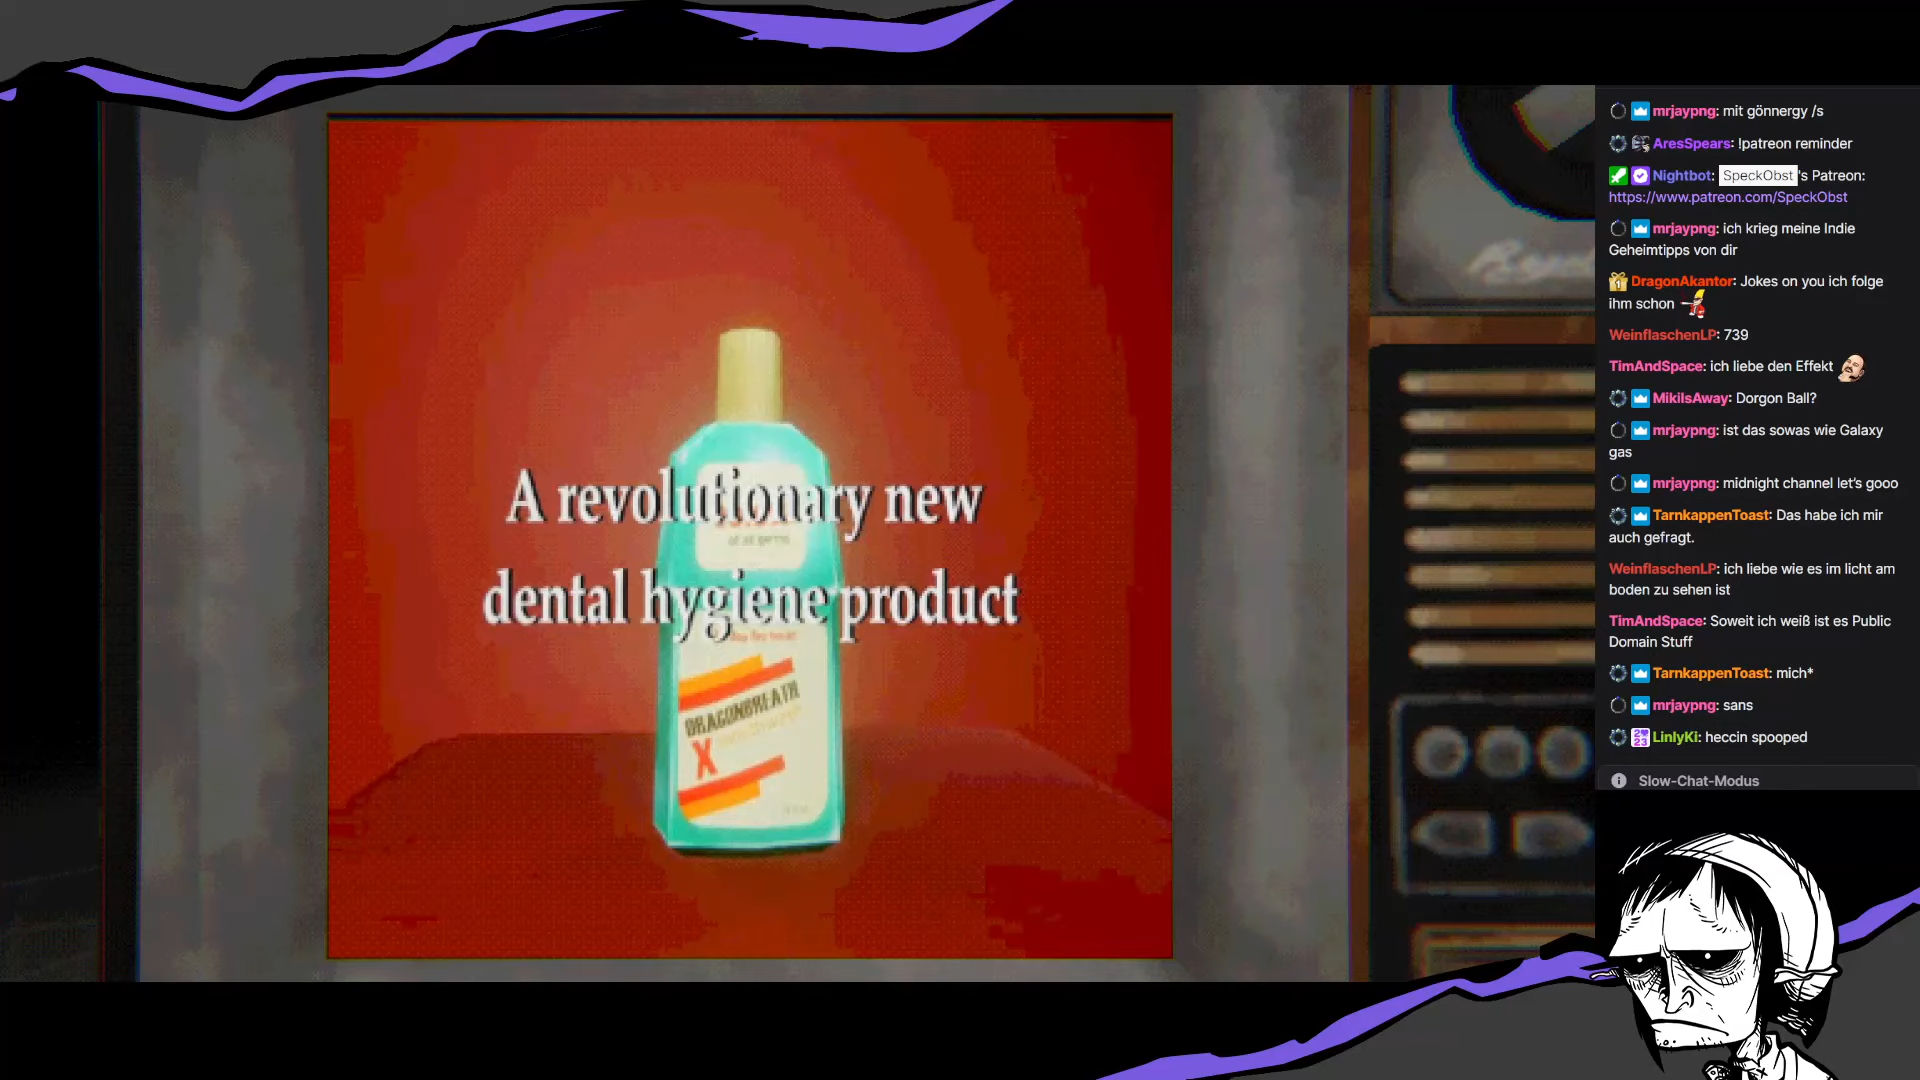 A revolutionary new
dental hygiene product
of all germs
DRAGONBREATH
X
mrjaypng: mit gönnergy /s
AresSpears: !patreon reminder
Nightbot: SpeckObst's Patreon:
https://www.patreon.com/SpeckObst
mrjaypng: ich krieg meine Indie
Geheimtipps von dir
DragonAkantor: Jokes on you ich folge
ihm schon
WeinflaschenLP: 739
TimAndSpace: ich liebe den Effekt
MikiIsAway: Dorgon Ball?
mrjaypng: ist das sowas wie Galaxy
gas
mrjaypng: midnight channel let's gooo
TarnkappenToast: Das habe ich mir
auch gefragt.
WeinflaschenLP: ich liebe wie es im licht am
boden zu sehen ist
TimAndSpace: Soweit ich weiß ist es Public
Domain Stuff
TarnkappenToast: mich*
mrjaypng: sans
LinlyKi: heccin spooped
Slow-Chat-Modus